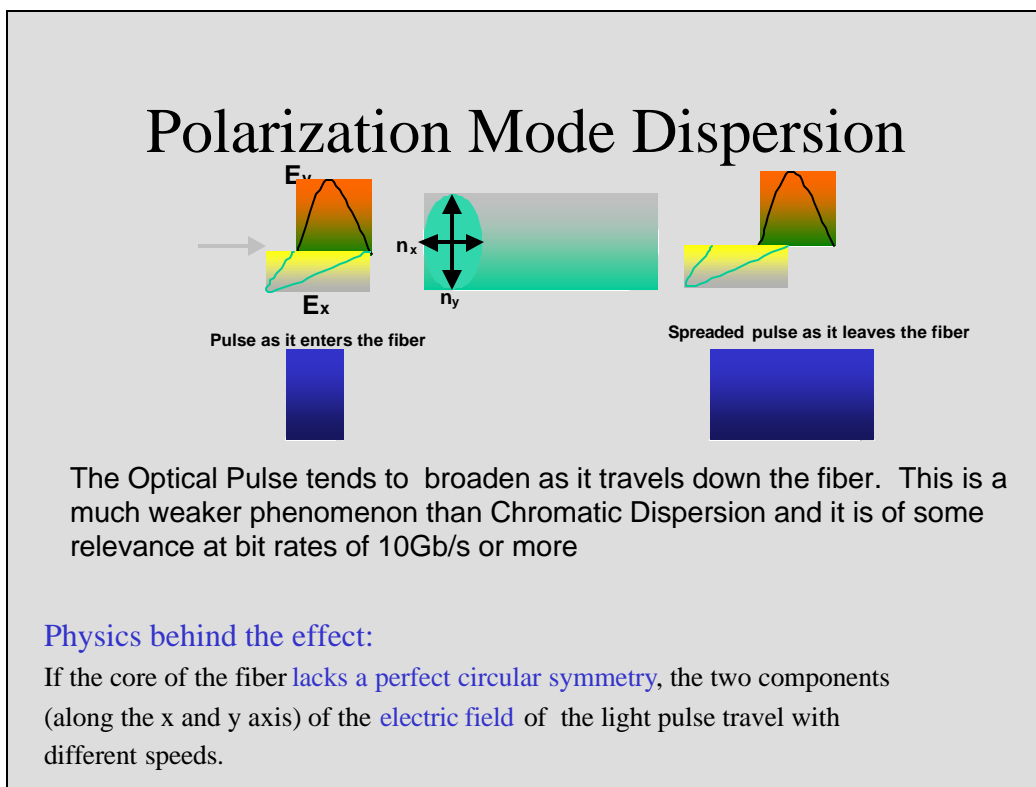 Polarization Mode Dispersion
Ey
nx
ny
Ex
Pulse as it enters the fiber
Spreaded pulse as it leaves the fiber
The Optical Pulse tends to broaden as it travels down the fiber. This is a
much weaker phenomenon than Chromatic Dispersion and it is of some
relevance at bit rates of 10Gb/s or more
Physics behind the effect:
If the core of the fiber lacks a perfect circular symmetry, the two components
(along the x and y axis) of the electric field of the light pulse travel with
different speeds.